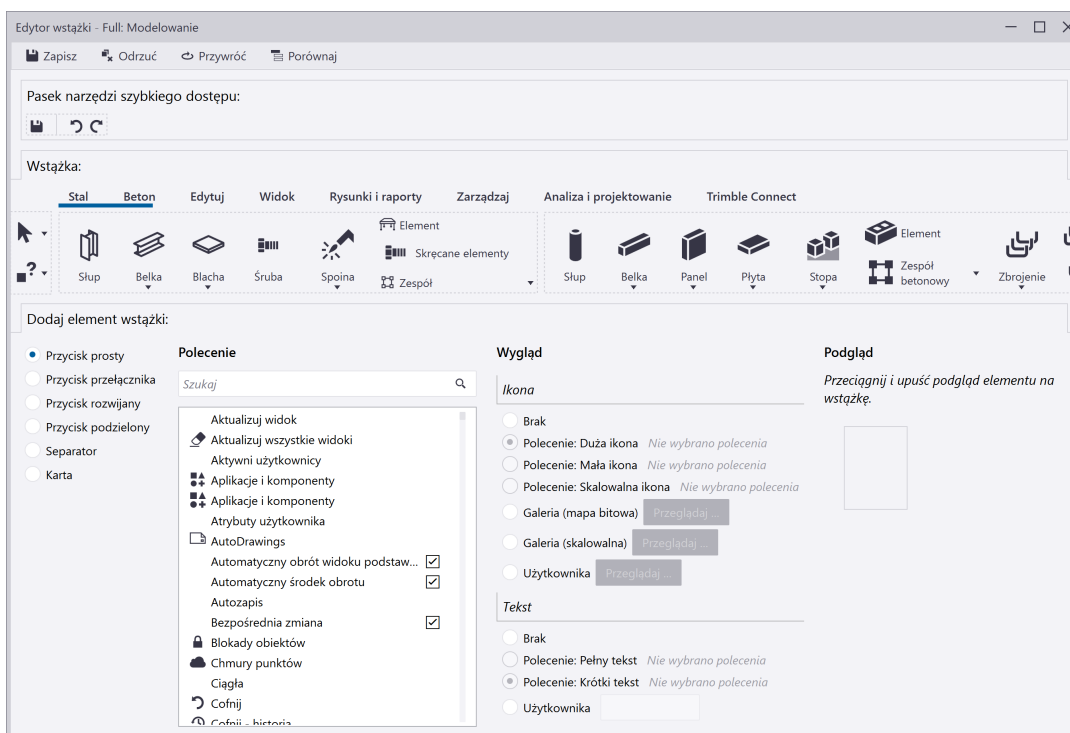 Edytor wstążki - Full: Modelowanie
Zapisz Odrzuć Przywróć Porównaj
Pasek narzędzi szybkiego dostępu:
Wstążka:
Stal Beton Edytuj Widok Rysunki i raporty Zarządzaj Analiza i projektowanie Trimble Connect
Słup Belka Blacha Śruba Spoina
Element
Skręcane elementy
Zespół
Słup Belka Panel Płyta Stopa
Element
Zespół
betonowy
Zbrojenie
Dodaj element wstążki:
Przycisk prosty
Przycisk przełącznika
Przycisk rozwijany
Przycisk podzielony
Separator
Karta
Polecenie
Szukaj
Aktualizuj widok
Aktualizuj wszystkie widoki
Aktywni użytkownicy
Aplikacje i komponenty
Aplikacje i komponenty
Atrybuty użytkownika
AutoDrawings
Automatyczny obrót widoku podstaw...
Automatyczny środek obrotu
Autozapis
Bezpośrednia zmiana
Blokady obiektów
Chmury punktów
Ciągła
Cofnij
Cofnij - historia
Wygląd
Ikona
Brak
Polecenie: Duża ikona Nie wybrano polecenia
Polecenie: Mała ikona Nie wybrano polecenia
Polecenie: Skalowalna ikona Nie wybrano polecenia
Galeria (mapa bitowa) Przeglądaj ...
Galeria (skalowalna) Przeglądaj ...
Użytkownika Przeglądaj ...
Tekst
Brak
Polecenie: Pełny tekst Nie wybrano polecenia
Polecenie: Krótki tekst Nie wybrano polecenia
Użytkownika
Podgląd
Przeciągnij i upuść podgląd elementu na
wstążkę.